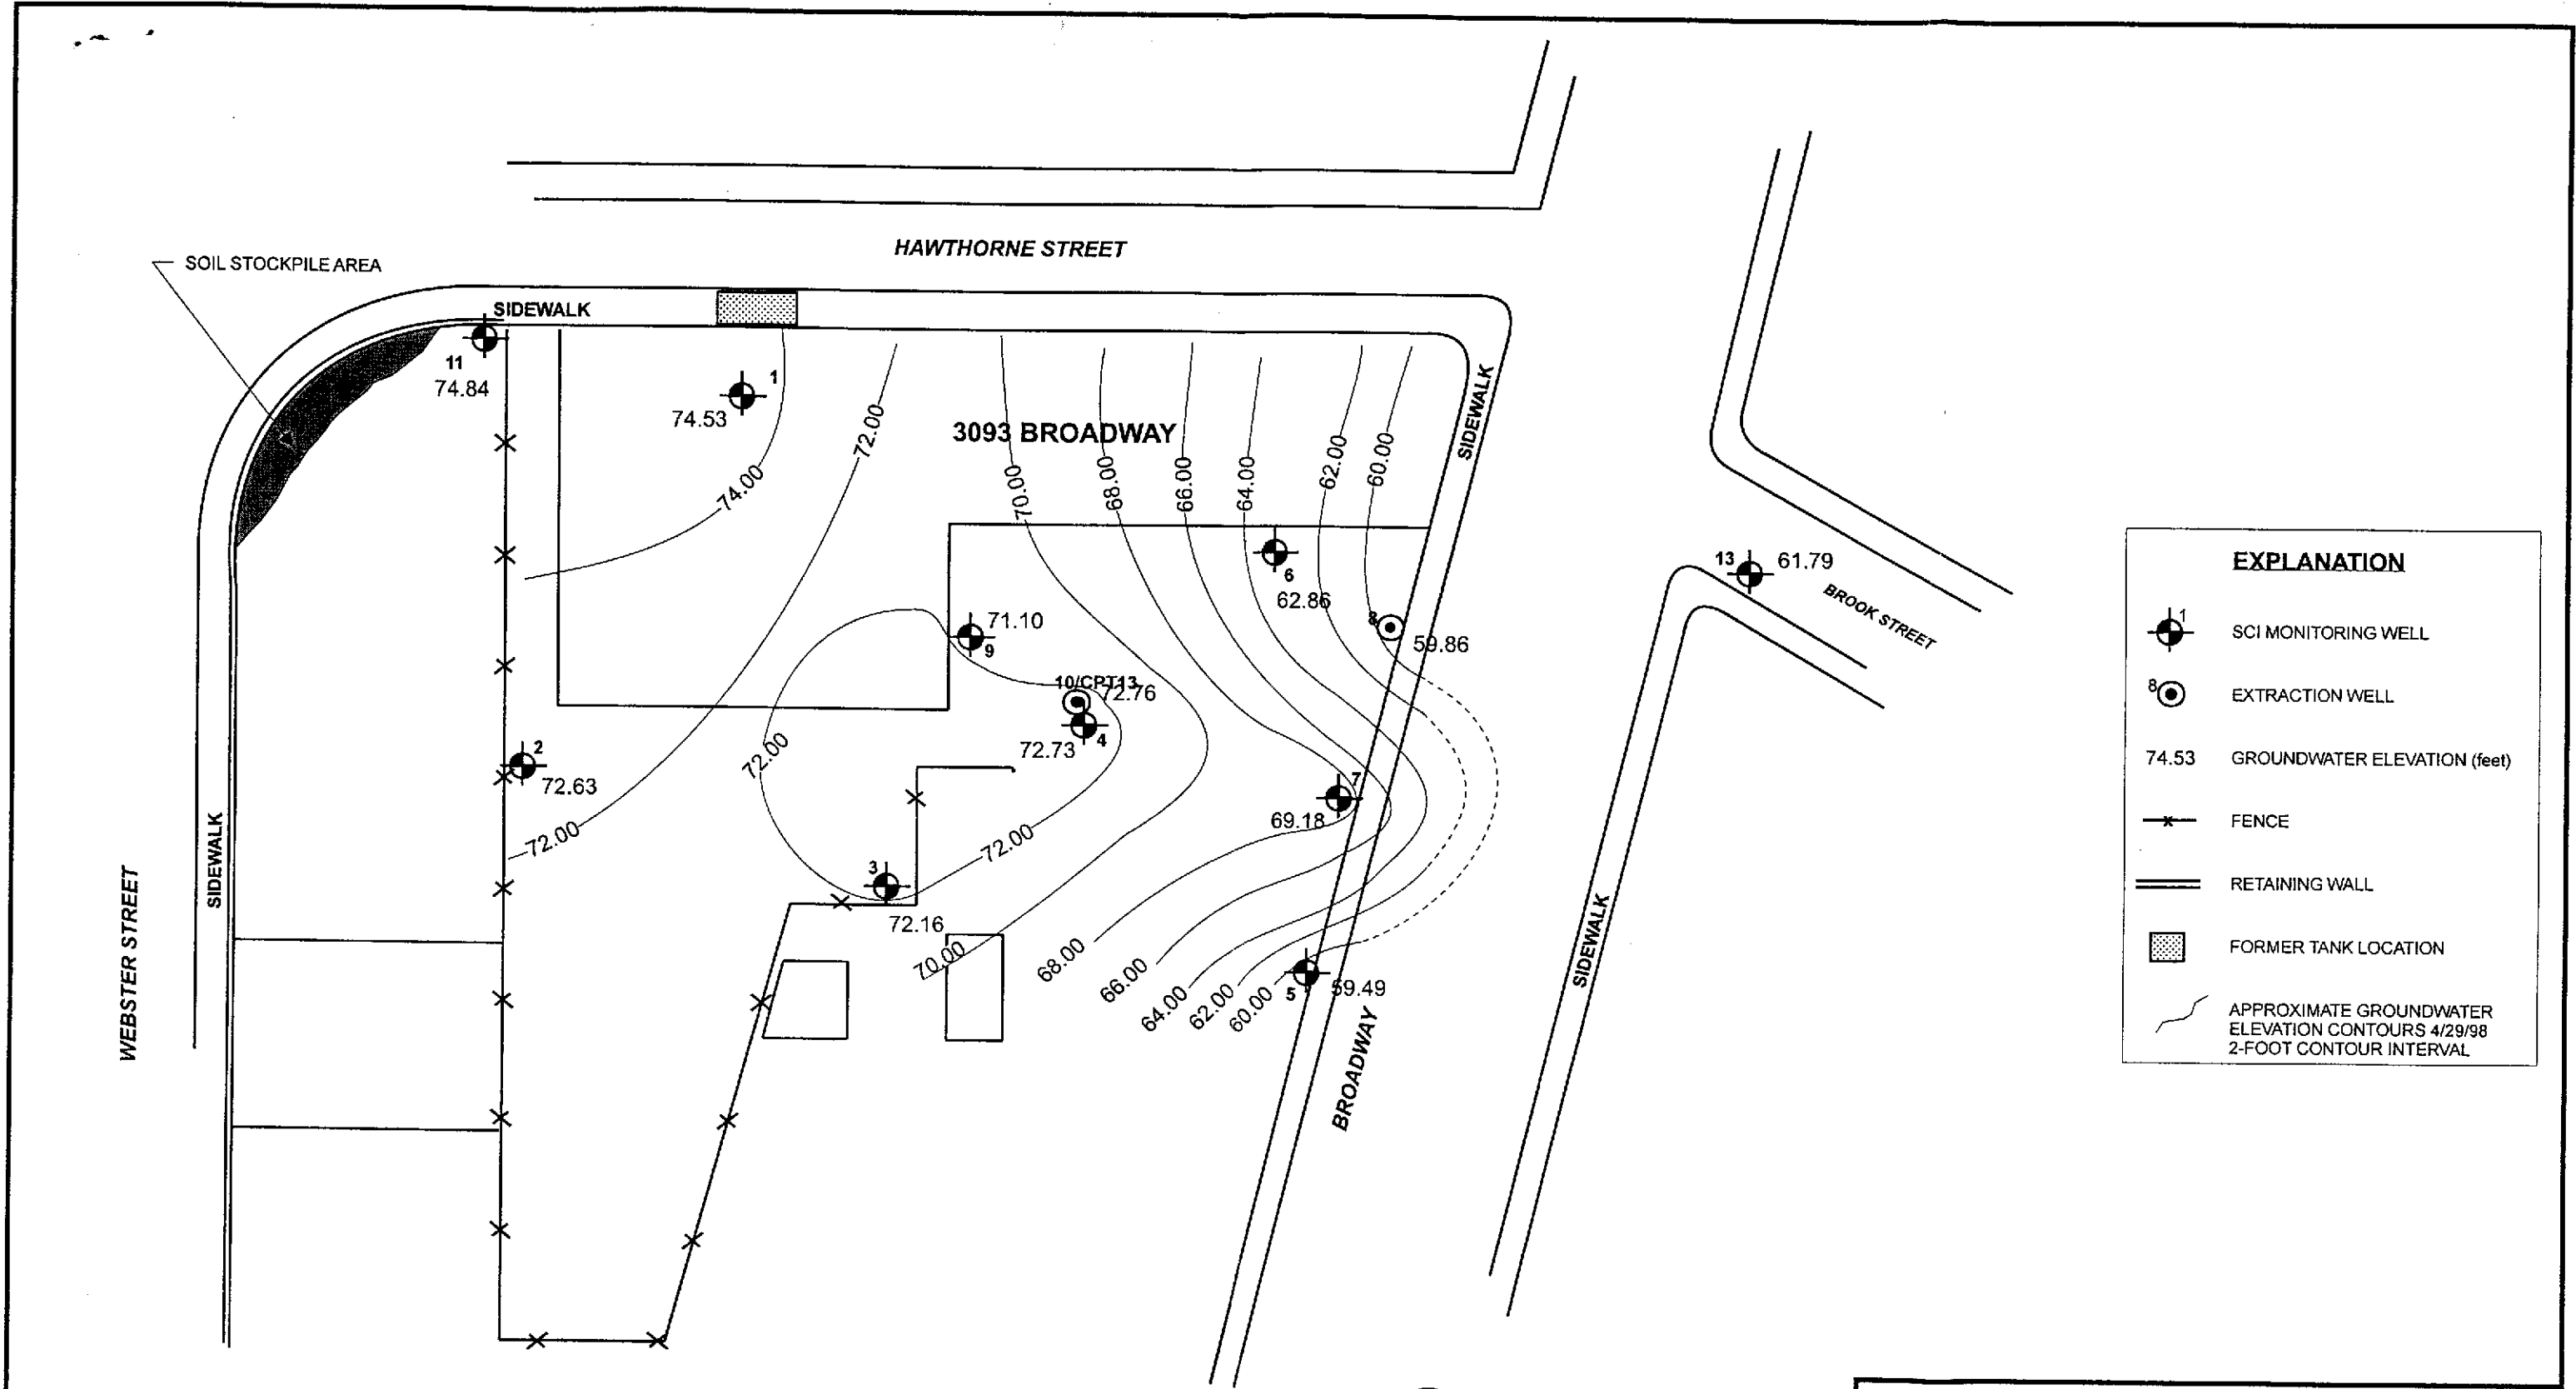 HAWTHORNE STREET
SOIL STOCKPILE AREA
SIDEWALK
11
74.84
1
74.53
3093 BROADWAY
72.00
74.00
70.00
68.00
66.00
64.00
62.00
60.00
SIDEWALK
6
62.86
8
59.86
13
61.79
BROOK STREET
71.10
9
10/CPT13
72.76
72.73
4
72.00
2
72.63
72.00
72.00
3
72.16
7
69.18
70.00
68.00
66.00
64.00
62.00
60.00
5
59.49
SIDEWALK
WEBSTER STREET
SIDEWALK
BROADWAY
EXPLANATION
1
SCI MONITORING WELL
8
EXTRACTION WELL
74.53
GROUNDWATER ELEVATION (feet)
FENCE
RETAINING WALL
FORMER TANK LOCATION
APPROXIMATE GROUNDWATER
ELEVATION CONTOURS 4/29/98
2-FOOT CONTOUR INTERVAL